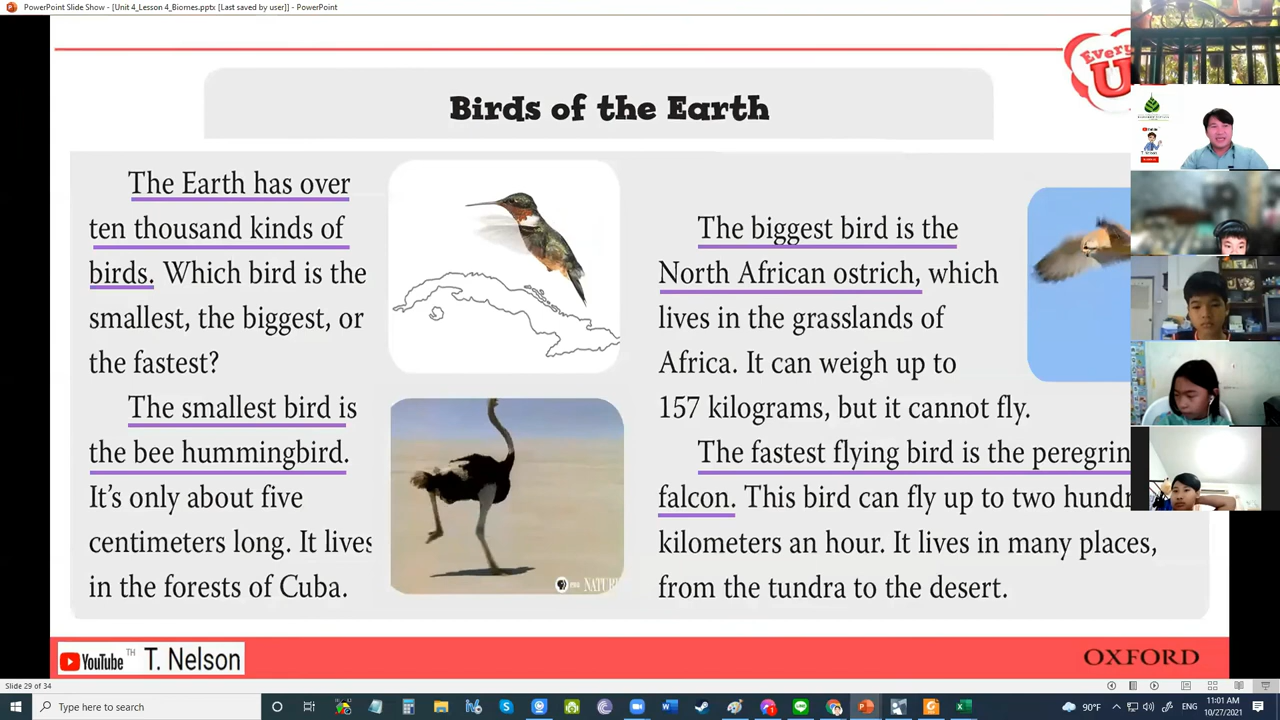 PowerPoint Slide Show - [Unit 4_Lesson 4_Biomes.pptx [Last saved by user]] - PowerPoint
Every
U
Birds of the Earth
The Earth has over
ten thousand kinds of
birds. Which bird is the
smallest, the biggest, or
the fastest?
The smallest bird is
the bee hummingbird.
It's only about five
centimeters long. It lives
in the forests of Cuba.
PBS NATURE
The biggest bird is the
North African ostrich, which
lives in the grasslands of
Africa. It can weigh up to
157 kilograms, but it cannot fly.
The fastest flying bird is the peregrin
falcon. This bird can fly up to two hundr
kilometers an hour. It lives in many places,
from the tundra to the desert.
YouTube TH T. Nelson
OXFORD
Slide 29 of 34
Type here to search
90°F
ENG
11:01 AM
10/27/2021